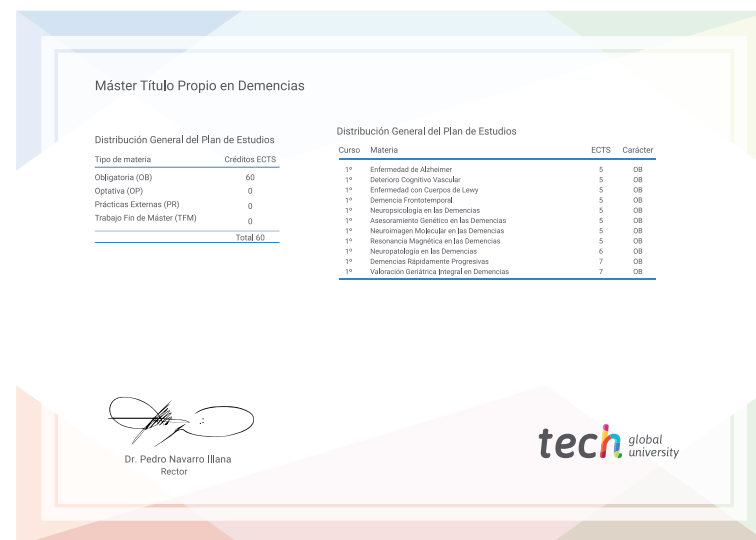 Máster Título Propio en Demencias
Distribución General del Plan de Estudios
Tipo de materia Créditos ECTS
Obligatoria (OB) 60
Optativa (OP) 0
Prácticas Externas (PR) 0
Trabajo Fin de Máster (TFM) 0
Total 60
Distribución General del Plan de Estudios
Curso Materia ECTS Carácter
1º Enfermedad de Alzheimer 5 OB
1º Deterioro Cognitivo Vascular 5 OB
1º Enfermedad con Cuerpos de Lewy 5 OB
1º Demencia Frontotemporal 5 OB
1º Neuropsicología en las Demencias 5 OB
1º Asesoramiento Genético en las Demencias 5 OB
1º Neuroimagen Molecular en las Demencias 5 OB
1º Resonancia Magnética en las Demencias 5 OB
1º Neuropatología en las Demencias 6 OB
1º Demencias Rápidamente Progresivas 7 OB
1º Valoración Geriátrica Integral en Demencias 7 OB
Dr. Pedro Navarro Illana
Rector
tech global
university